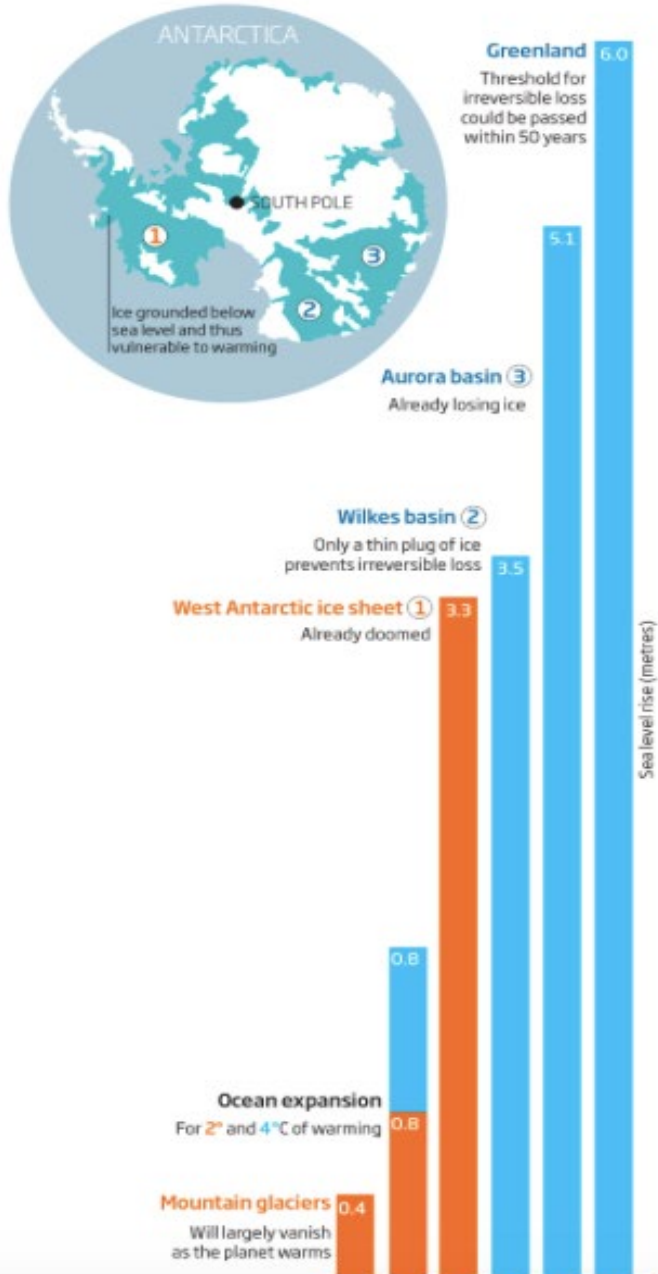 ANTARCTICA
SOUTH POLE
1
3
2
Ice grounded below
sea level and thus
vulnerable to warming
Greenland
6.0
Threshold for
irreversible loss
could be passed
within 50 years
5.1
Aurora basin 3
Already losing ice
Wilkes basin 2
Only a thin plug of ice
prevents irreversible loss
3.5
West Antarctic ice sheet 1
3.3
Already doomed
Sea level rise (metres)
0.8
Ocean expansion
For 2° and 4°C of warming
0.8
Mountain glaciers
0.4
Will largely vanish
as the planet warms